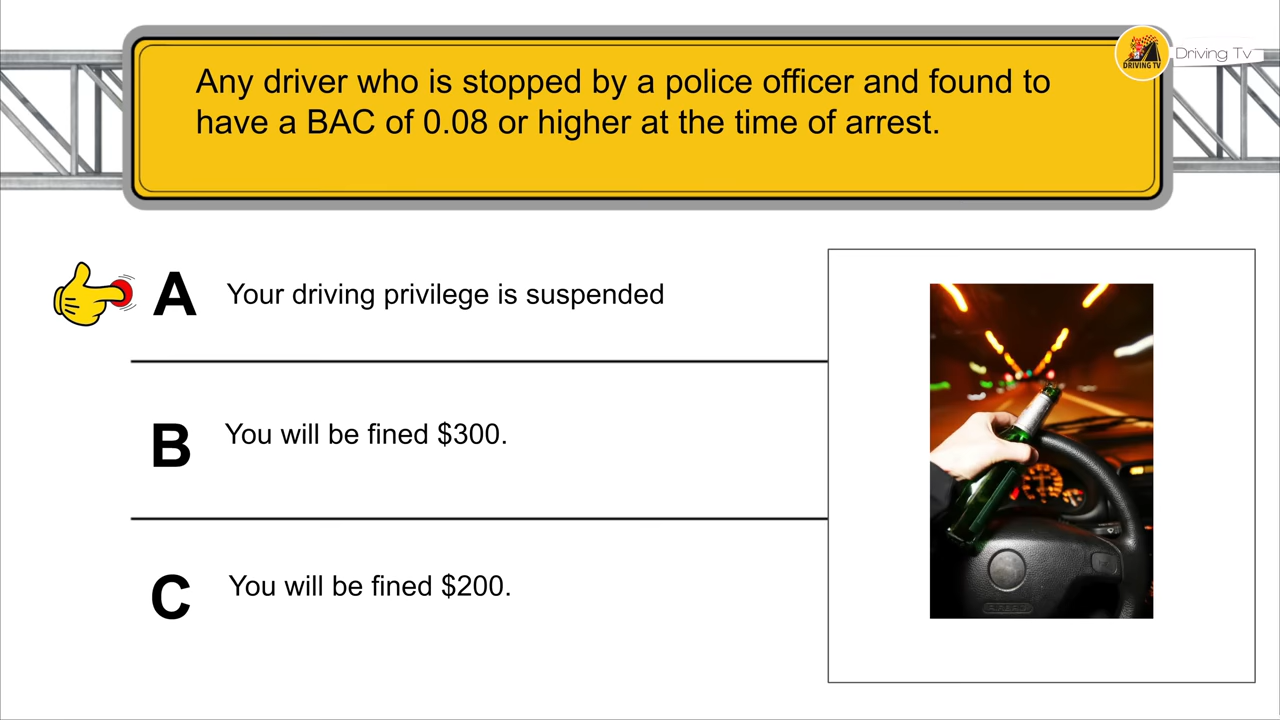 Driving Tv
DRIVING TV
Any driver who is stopped by a police officer and found to
have a BAC of 0.08 or higher at the time of arrest.
A Your driving privilege is suspended
B You will be fined $300.
C You will be fined $200.